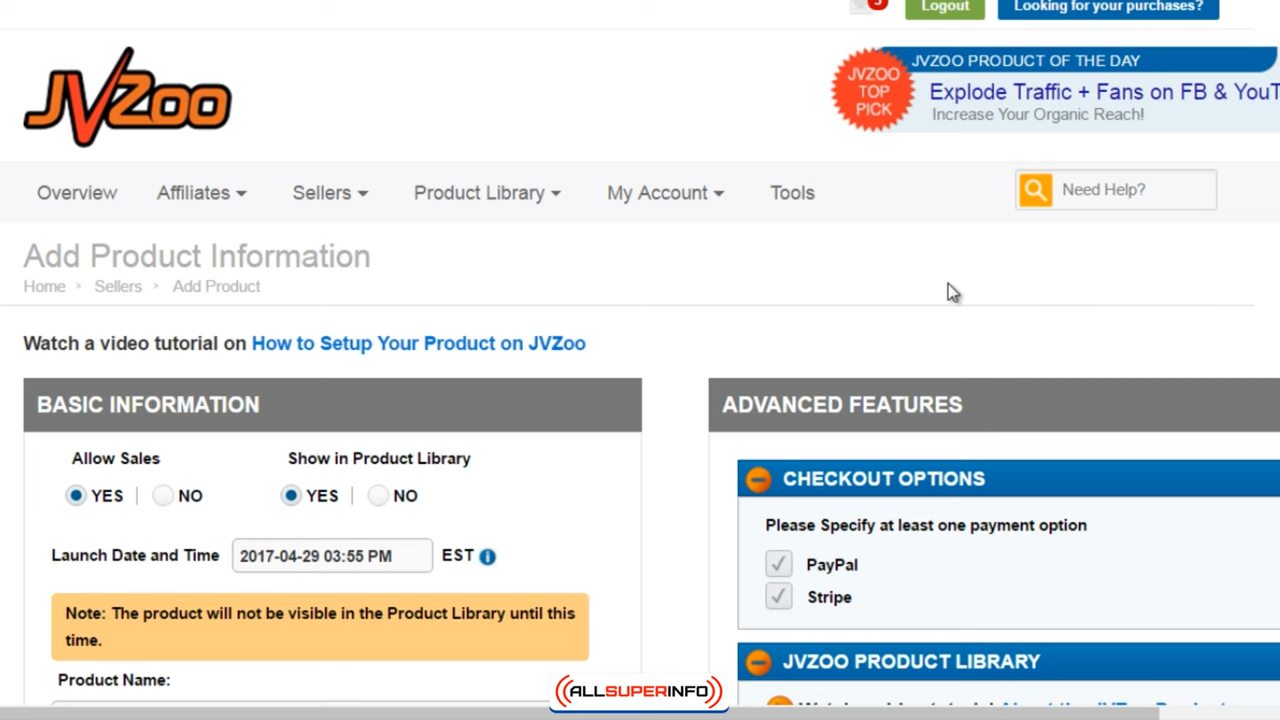 Logout
Looking for your purchases?
JVZoo
JVZOO TOP PICK
JVZOO PRODUCT OF THE DAY
Explode Traffic + Fans on FB & YouT
Increase Your Organic Reach!
Overview
Affiliates
Sellers
Product Library
My Account
Tools
Need Help?
Add Product Information
Home
Sellers
Add Product
Watch a video tutorial on How to Setup Your Product on JVZoo
BASIC INFORMATION
Allow Sales
Show in Product Library
YES | NO
YES | NO
Launch Date and Time 2017-04-29 03:55 PM EST
Note: The product will not be visible in the Product Library until this
time.
Product Name:
ADVANCED FEATURES
CHECKOUT OPTIONS
Please Specify at least one payment option
PayPal
Stripe
JVZOO PRODUCT LIBRARY
ALLSUPERINFO